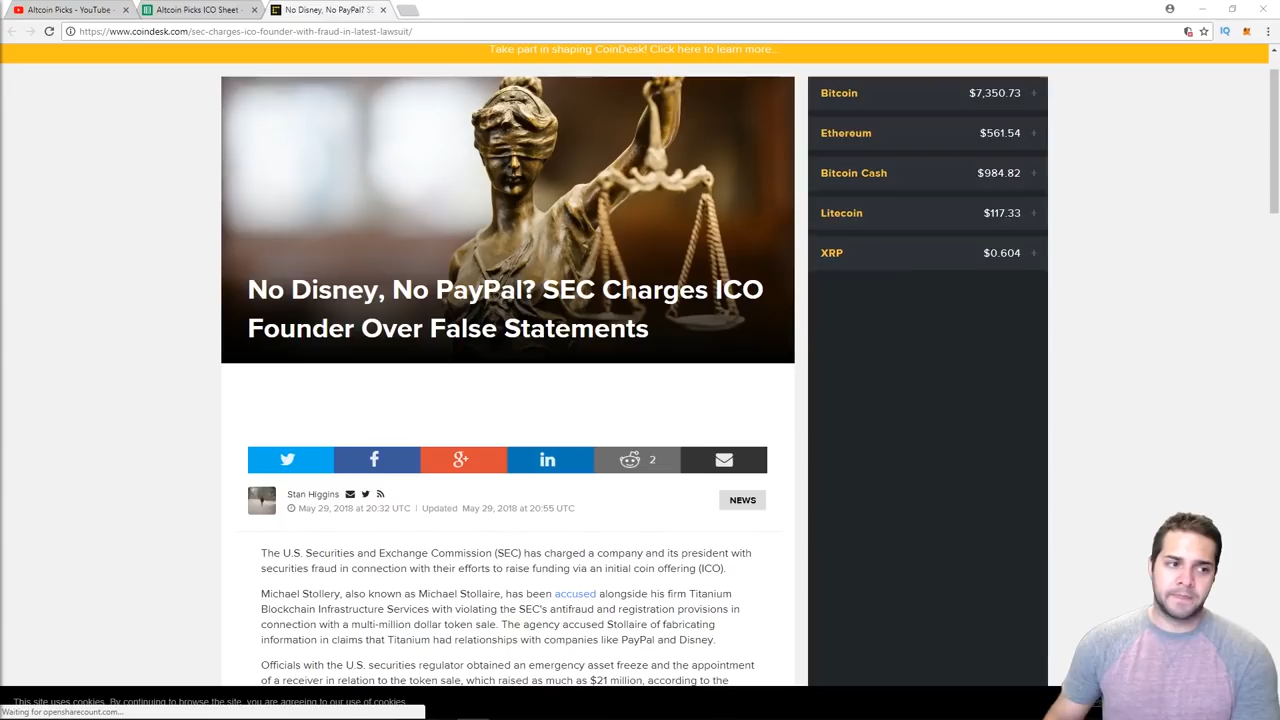 Altcoin Picks - YouTube
Altcoin Picks ICO Sheet -
No Disney, No PayPal? SE
https://www.coindesk.com/sec-charges-ico-founder-with-fraud-in-latest-lawsuit/
IQ
Take part in shaping CoinDesk! Click here to learn more...
Bitcoin $7,350.73 +
Ethereum $561.54 +
Bitcoin Cash $984.82 +
Litecoin $117.33 +
XRP $0.604 +
No Disney, No PayPal? SEC Charges ICO
Founder Over False Statements
2
Stan Higgins
NEWS
May 29, 2018 at 20:32 UTC | Updated May 29, 2018 at 20:55 UTC
The U.S. Securities and Exchange Commission (SEC) has charged a company and its president with
securities fraud in connection with their efforts to raise funding via an initial coin offering (ICO).
Michael Stollery, also known as Michael Stollaire, has been accused alongside his firm Titanium
Blockchain Infrastructure Services with violating the SEC's antifraud and registration provisions in
connection with a multi-million dollar token sale. The agency accused Stollaire of fabricating
information in claims that Titanium had relationships with companies like PayPal and Disney.
Officials with the U.S. securities regulator obtained an emergency asset freeze and the appointment
of a receiver in relation to the token sale, which raised as much as $21 million, according to the
This site uses cookies. By continuing to browse the site, you are agreeing to our use of cookies.
Waiting for opensharecount.com...